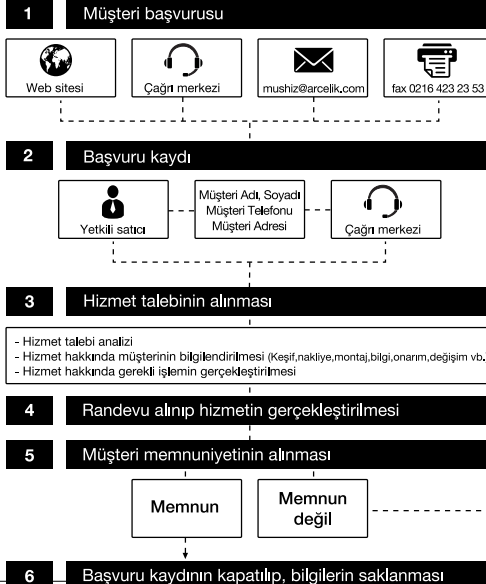 1 Müşteri başvurusu
Web sitesi
Çağrı merkezi
mushiz@arcelik.com
fax 0216 423 23 53
2 Başvuru kaydı
Yetkili satıcı
Müşteri Adı, Soyadı
Müşteri Telefonu
Müşteri Adresi
Çağrı merkezi
3 Hizmet talebinin alınması
- Hizmet talebi analizi
- Hizmet hakkında müşterinin bilgilendirilmesi (Keşif,nakliye,montaj,bilgi,onarım,değişim vb.
- Hizmet hakkında gerekli işlemin gerçekleştirilmesi
4 Randevu alınıp hizmetin gerçekleştirilmesi
5 Müşteri memnuniyetinin alınması
Memnun
Memnun
değil
6 Başvuru kaydının kapatılıp, bilgilerin saklanması